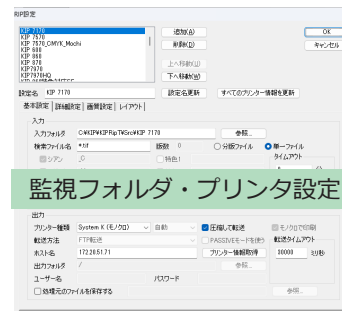 RIP設定
KIP 7170
KIP 7570
KIP 7570_CMYK_Mochi
KIP 680
KIP 860
KIP 870
KIP7970
KIP7970HQ
追加(A)
削除(D)
上へ移動(U)
下へ移動(W)
OK
キャンセル
設定名 KIP 7170 設定名更新 すべてのプリンター情報を更新
基本設定 詳細設定 画質設定 レイアウト
入力
入力フォルダ C:¥KIP¥KIPRipT¥Src¥KIP 7170 参照...
検索ファイル名 *.tif 版数 0 分版ファイル 単一ファイル
シアン _C 特色1 タイムアウト
監視フォルダ・プリンタ設定
出力
プリンター種類 System K (モノクロ) 自動 圧縮して転送 モノクロで印刷
転送方法 FTP転送 PASSIVEモードを使う 転送タイムアウト
ホスト名 172.20.51.71 プリンター情報取得 30000 ミリ秒
出力フォルダ / 参照...
ユーザー名 パスワード
処理元のファイルを保存する 参照...